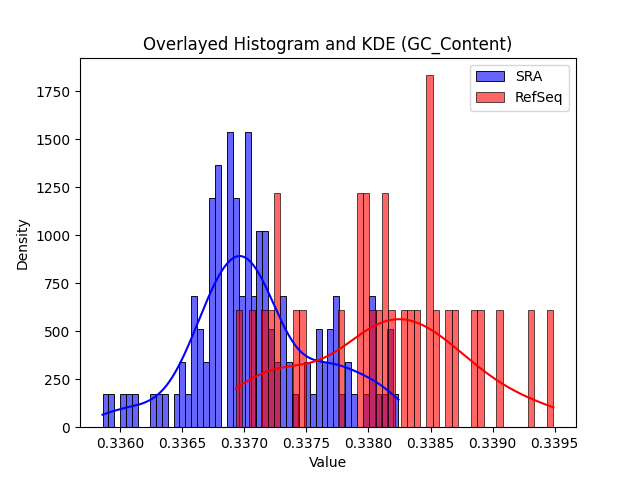 Overlayed Histogram and KDE (GC_Content)
SRA
RefSeq
1750
1500
1250
1000
750
500
250
0
Density
0.3360 0.3365 0.3370 0.3375 0.3380 0.3385 0.3390 0.3395
Value